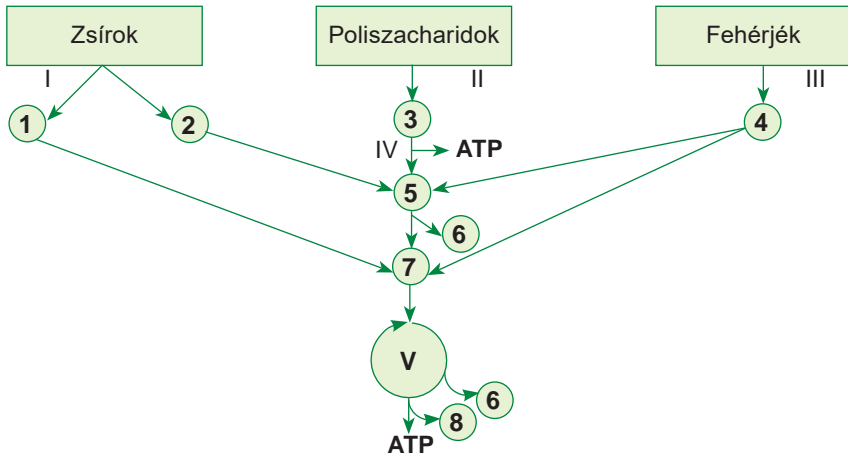 Zsírok
Poliszacharidok
Fehérjék
I
II
III
1
2
3
4
IV
ATP
5
6
7
V
6
8
ATP